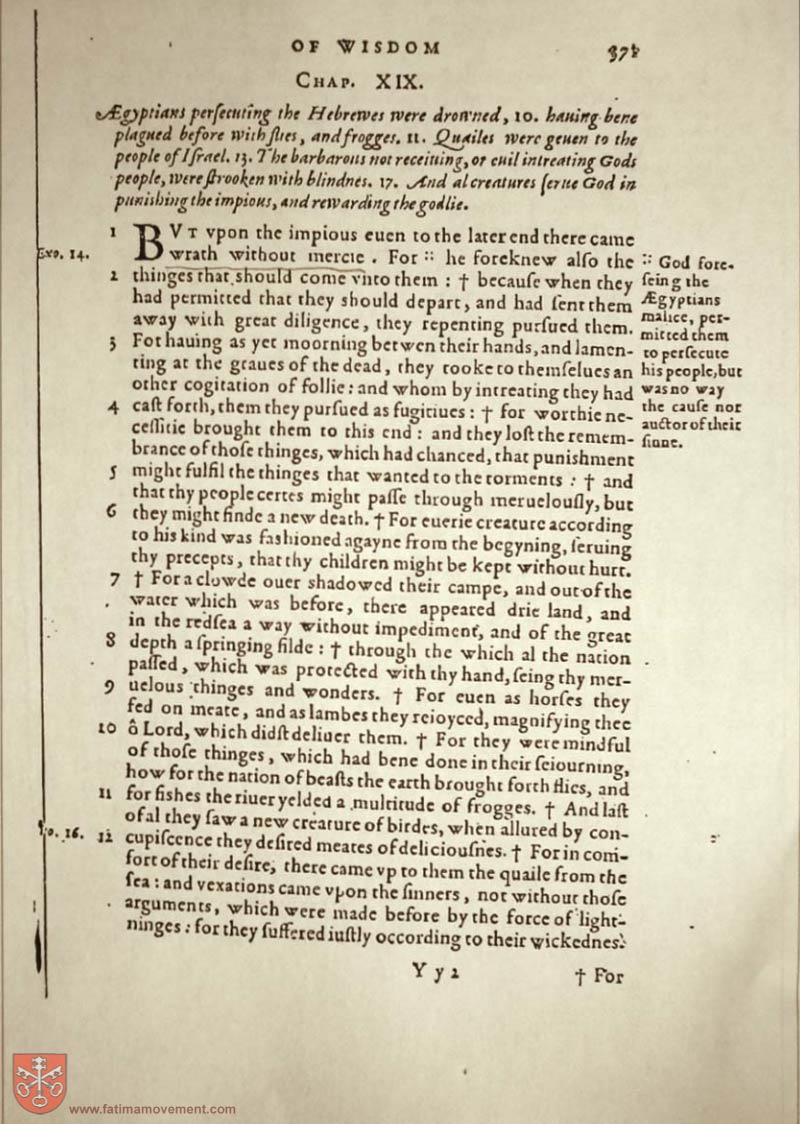 OF WISDOM 371
CHAP. XIX.
Ægyptians perſecuting the Hebrewes were drowned, 10. hauing bene
plagued before with flies, and frogges. 11. Quailes were geuen to the
people of Iſrael. 13. The barbarous not receiuing, or euil intreating Gods
people, were ſtrooken with blindnes. 17. And al creatures ſerue God in
punishing the impious, and rewarding the godlie.
1 BVT vpon the impious euen to the later end there came
Exo. 14. wrath without mercie. For :: he foreknew alſo the
2 thinges that should come vnto them : † becauſe when they
had permitted that they should depart, and had ſent them
away with great diligence, they repenting purſued them.
3 For hauing as yet moorning betwen their hands, and lamen-
ting at the graues of the dead, they tooke to themſelues an
other cogitation of follie: and whom by intreating they had
4 caſt forth, them they purſued as fugitiues : † for worthie ne-
ceſſitie brought them to this end: and they loſt the remem-
brance of thoſe thinges, which had chanced, that punishment
5 might fulfil the thinges that wanted to the torments : † and
that thy people certes might paſſe through merueloufly, but
6 they might finde a new death. † For euerie creature according
to his kind was fashioned agayne from the begyning, ſeruing
thy precepts, that thy children might be kept without hurt.
7 † For a clowde ouer shadowed their campe, and out of the
water which was before, there appeared drie land, and
in the redſea a way without impediment, and of the great
8 depth a ſpringing filde : † through the which al the nation
paſſed, which was protected with thy hand, ſeing thy mer-
9 uelous thinges and wonders. † For euen as horſes they
fed on meate, and as lambes they reioyced, magnifying thee
10 ô Lord, which didſt deliuer them. † For they were mindful
of thoſe thinges, which had bene done in their ſeiourning,
how for the nation of beaſts the earth brought forth flies, and
11 for fishes the riuer yelded a multitude of frogges. † And laſt
of al they ſaw a new creature of birdes, when allured by con-
12 cupiſcence they deſired meates of deliciouſnes. † For in com-
fort of their deſire, there came vp to them the quaile from the
ſea: and vexations came vpon the ſinners, not without thoſe
arguments, which were made before by the force of light-
ninges: for they ſuffered iuſtly occording to their wickednes.
:: God fore-
ſeing the
Ægyptians
malice, per-
mitted them
to perſecute
his people, but
was no way
the cauſe nor
auctor of their
ſinne.
16.
Y y 2 † For
www.fatimamovement.com